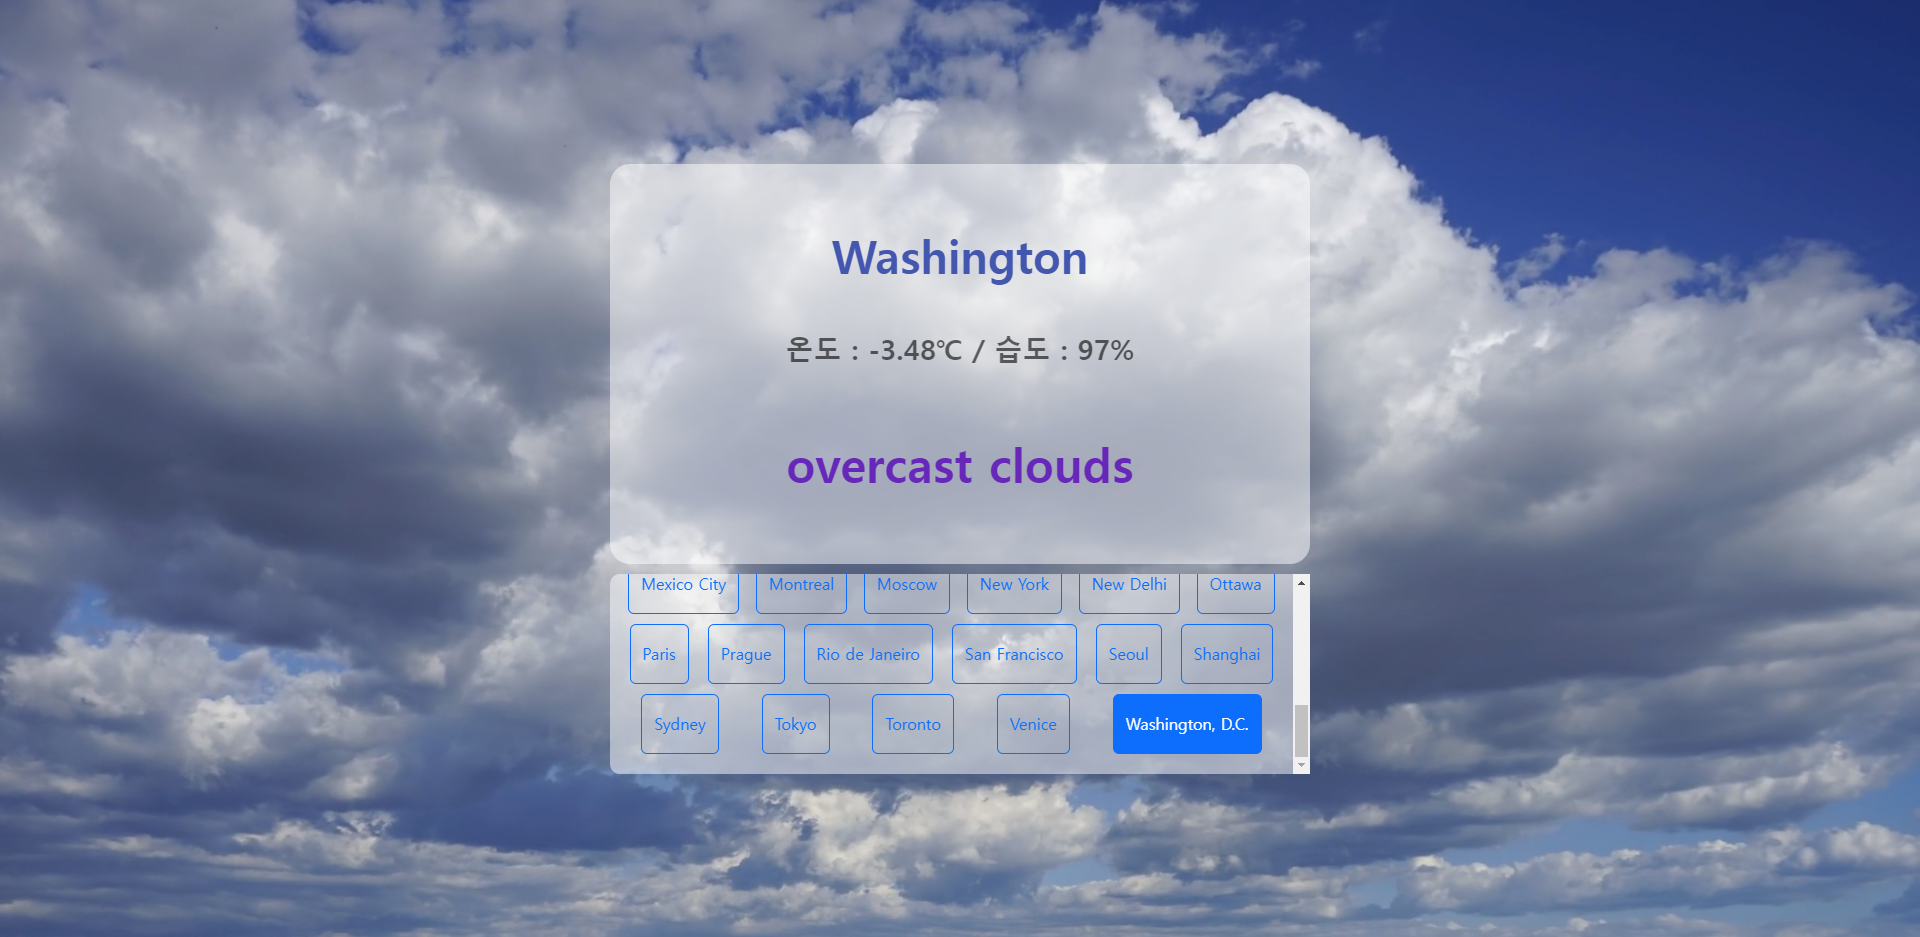 Washington
온도 : -3.48℃ / 습도 : 97%
overcast clouds
Mexico City Montreal Moscow New York New Delhi Ottawa
Paris Prague Rio de Janeiro San Francisco Seoul Shanghai
Sydney Tokyo Toronto Venice Washington, D.C.